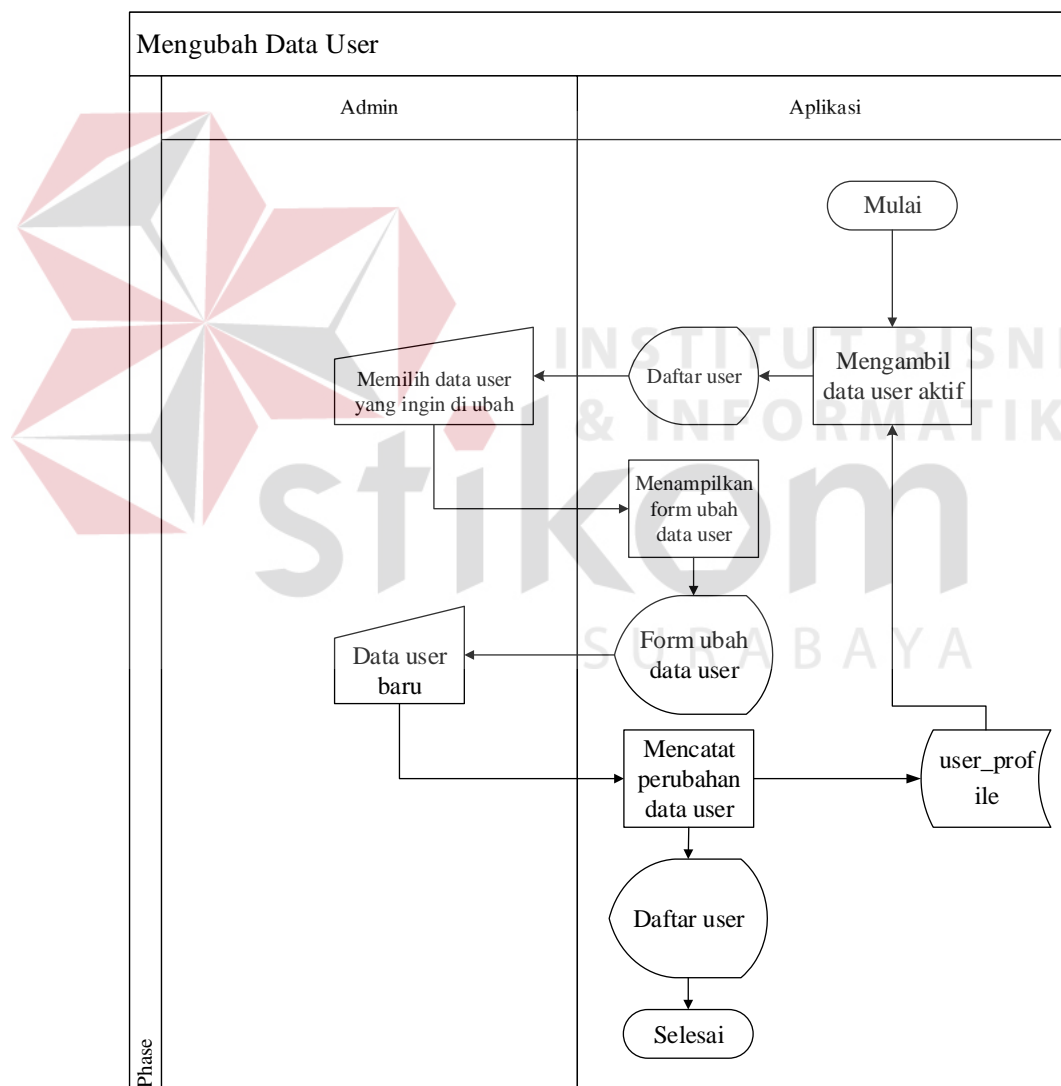 Mengubah Data User
Admin
Aplikasi
Mulai
Mengambil
data user aktif
Daftar user
Memilih data user
yang ingin di ubah
Menampilkan
form ubah
data user
Form ubah
data user
Data user
baru
Mencatat
perubahan
data user
user_prof
ile
Daftar user
Selesai
Phase
INSTITUT BISNI
& INFORMATIK
stikom
SURABAYA